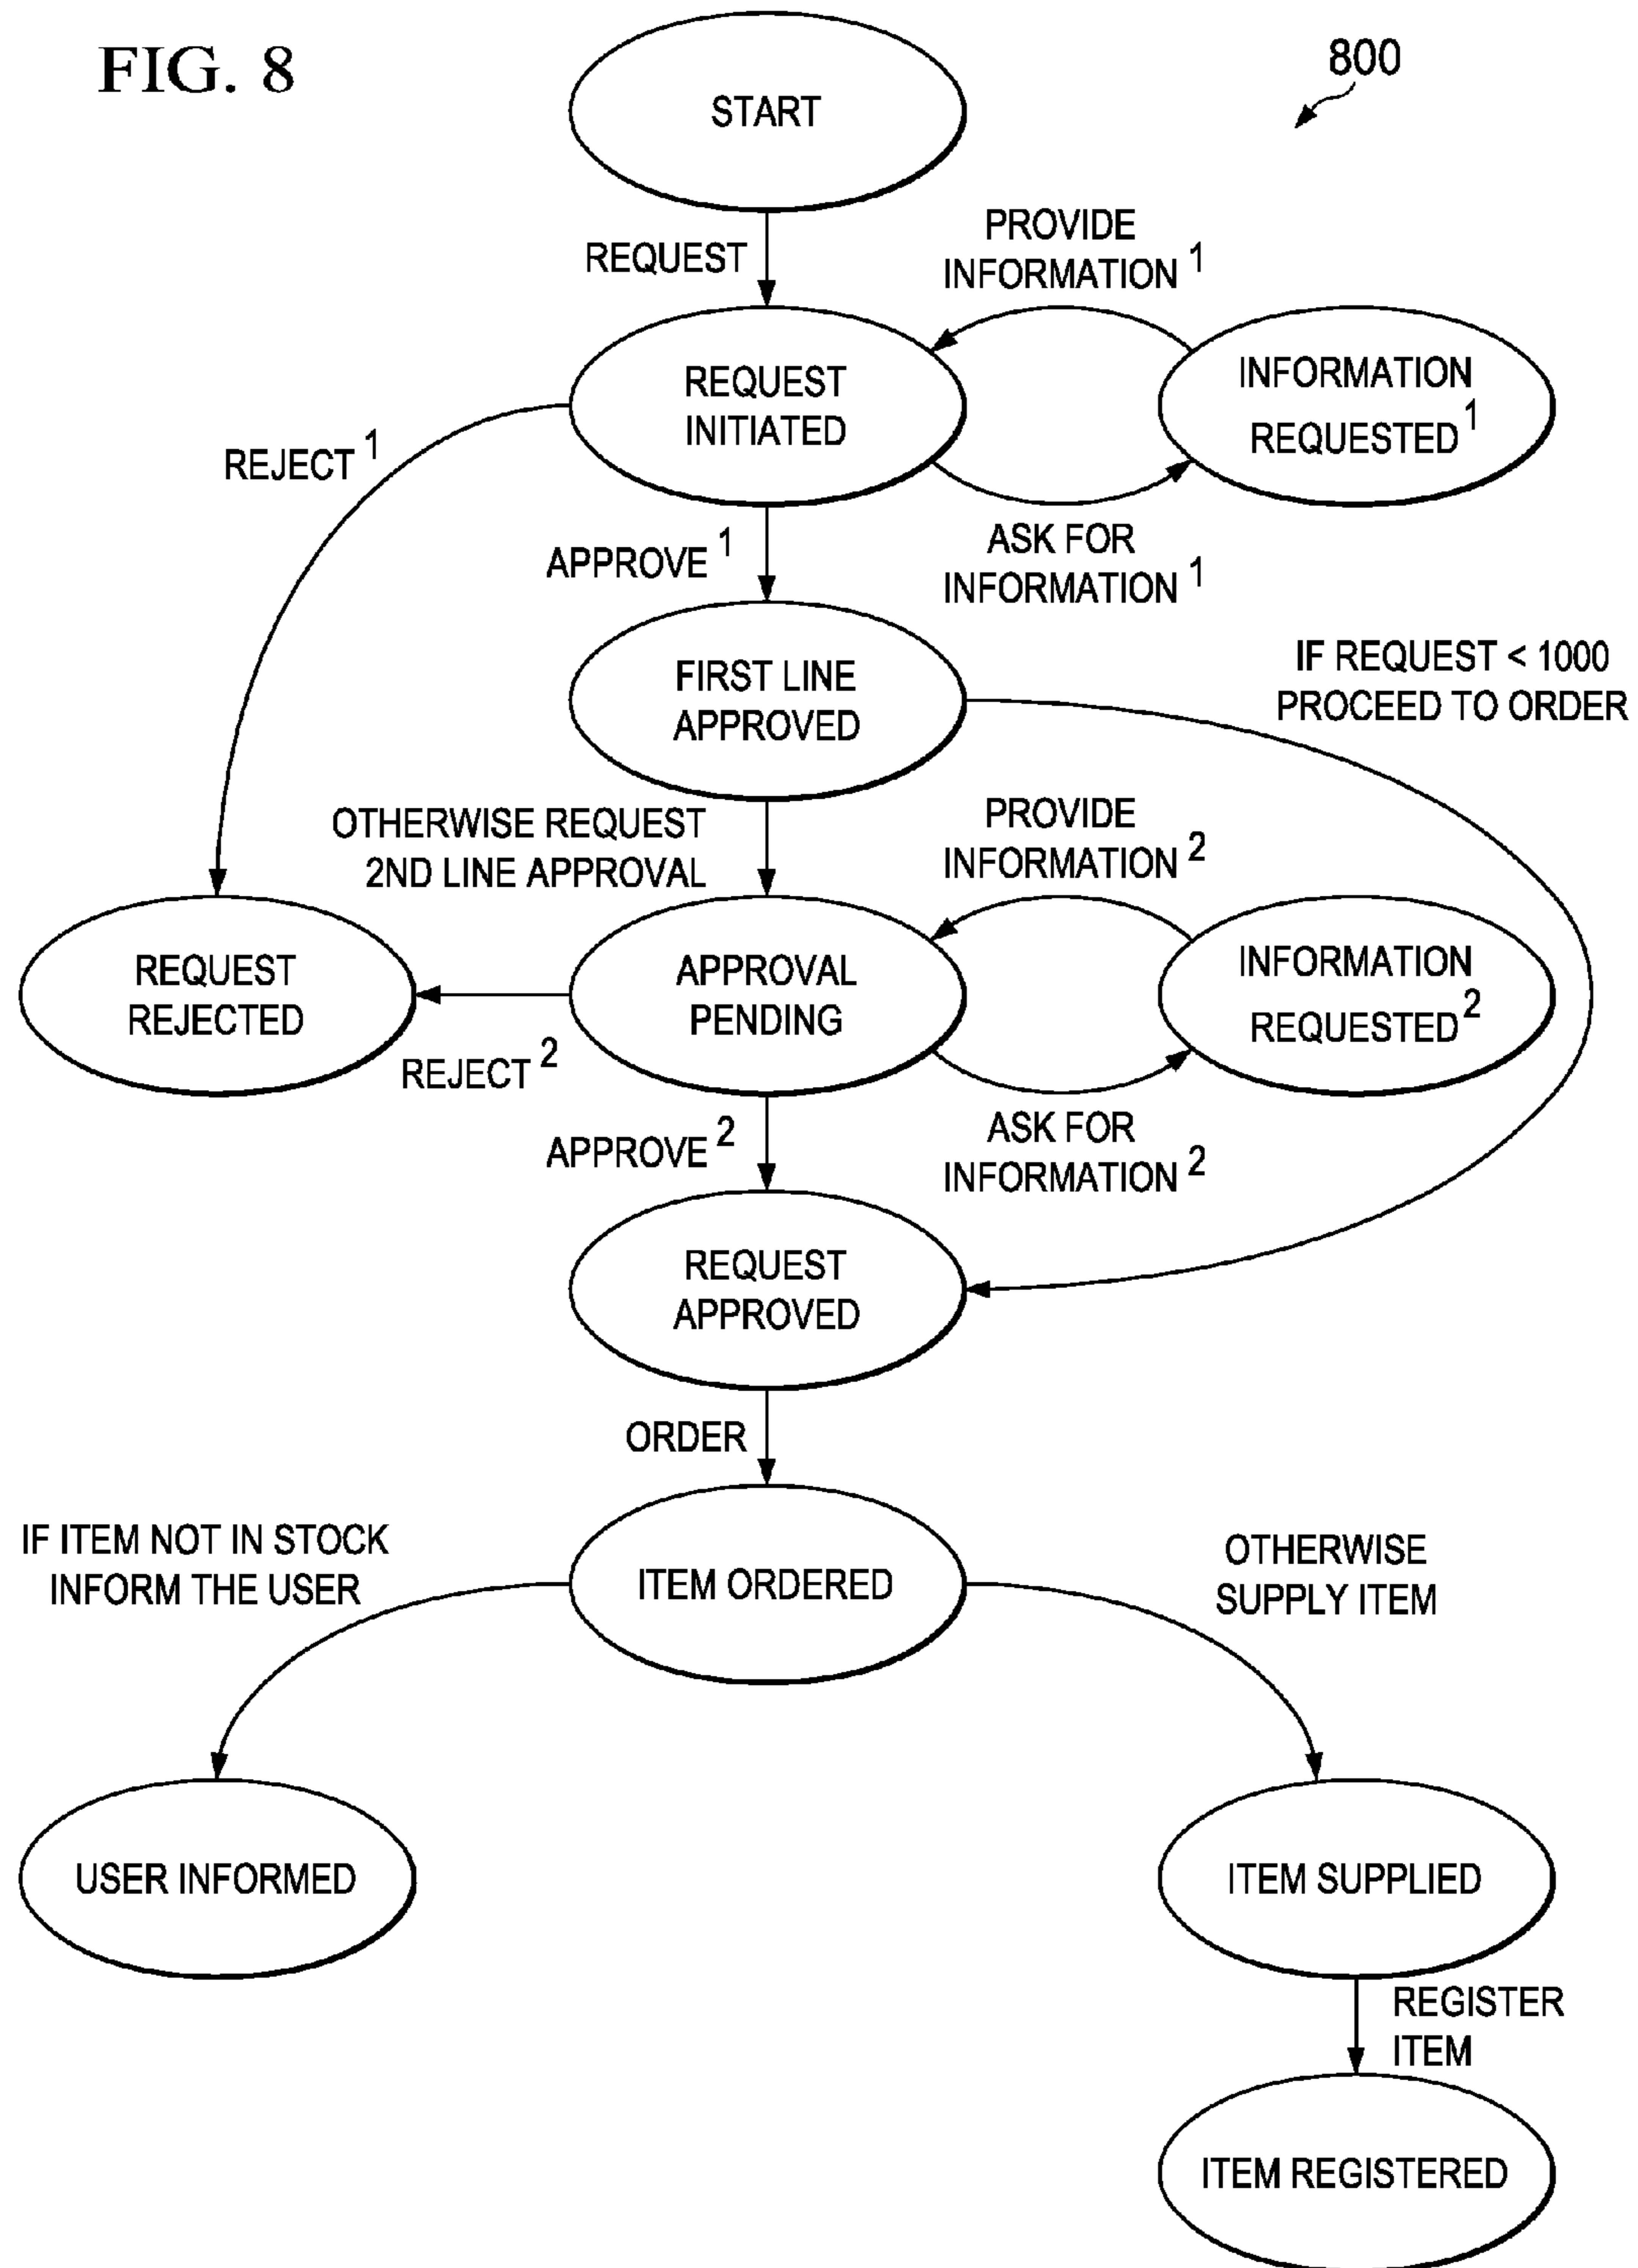 FIG. 8
800
START
REQUEST
PROVIDE
INFORMATION 1
REQUEST
INITIATED
INFORMATION
REQUESTED 1
REJECT 1
APPROVE 1
ASK FOR
INFORMATION 1
FIRST LINE
APPROVED
IF REQUEST < 1000
PROCEED TO ORDER
OTHERWISE REQUEST
2ND LINE APPROVAL
PROVIDE
INFORMATION 2
REQUEST
REJECTED
APPROVAL
PENDING
INFORMATION
REQUESTED 2
REJECT 2
APPROVE 2
ASK FOR
INFORMATION 2
REQUEST
APPROVED
ORDER
IF ITEM NOT IN STOCK
INFORM THE USER
ITEM ORDERED
OTHERWISE
SUPPLY ITEM
USER INFORMED
ITEM SUPPLIED
REGISTER
ITEM
ITEM REGISTERED